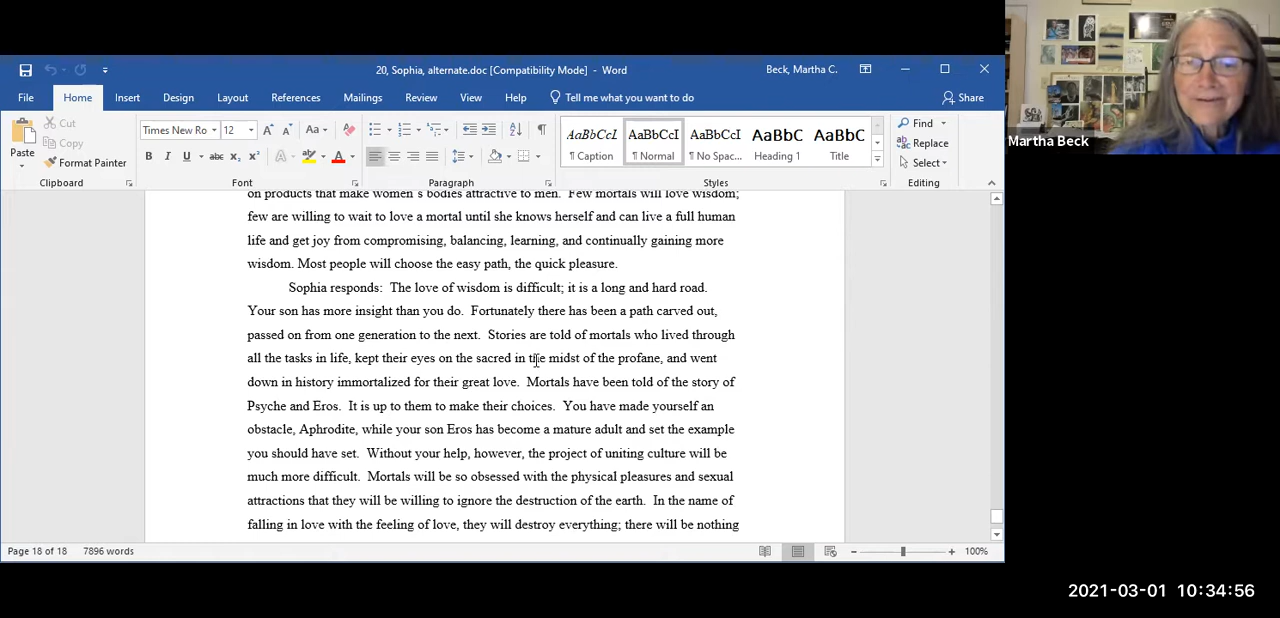 20, Sophia, alternate.doc [Compatibility Mode] - Word
Beck, Martha C.
File Home Insert Design Layout References Mailings Review View Help Tell me what you want to do Share
Paste
Cut
Copy
Format Painter
Clipboard
Times New Ro 12
Font
Paragraph
AaBbCcI AaBbCcI AaBbCcI AaBbC AaBbC
¶ Caption ¶ Normal ¶ No Spac... Heading 1 Title
Styles
Find
Replace
Select
Editing
on products that make women's bodies attractive to men. Few mortals will love wisdom;
few are willing to wait to love a mortal until she knows herself and can live a full human
life and get joy from compromising, balancing, learning, and continually gaining more
wisdom. Most people will choose the easy path, the quick pleasure.
Sophia responds: The love of wisdom is difficult; it is a long and hard road.
Your son has more insight than you do. Fortunately there has been a path carved out,
passed on from one generation to the next. Stories are told of mortals who lived through
all the tasks in life, kept their eyes on the sacred in the midst of the profane, and went
down in history immortalized for their great love. Mortals have been told of the story of
Psyche and Eros. It is up to them to make their choices. You have made yourself an
obstacle, Aphrodite, while your son Eros has become a mature adult and set the example
you should have set. Without your help, however, the project of uniting culture will be
much more difficult. Mortals will be so obsessed with the physical pleasures and sexual
attractions that they will be willing to ignore the destruction of the earth. In the name of
falling in love with the feeling of love, they will destroy everything; there will be nothing
Page 18 of 18 7896 words
100%
Martha Beck
2021-03-01 10:34:56